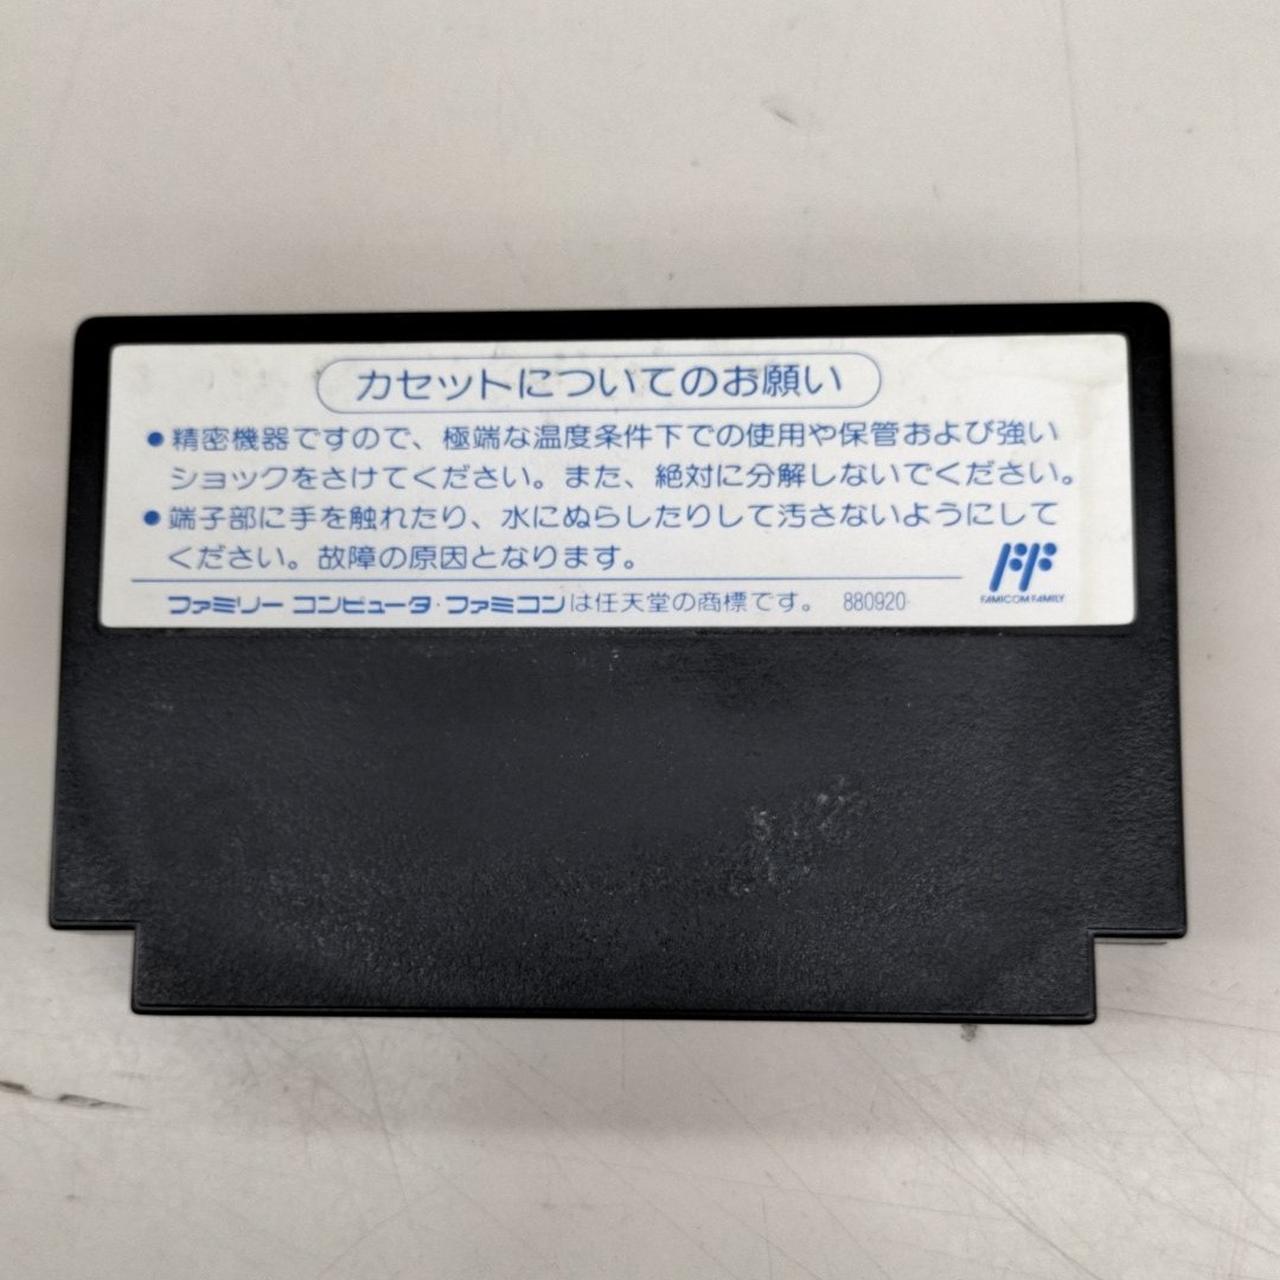 カセットについてのお願い
●精密機器ですので、極端な温度条件下での使用や保管および強い
ショックをさけてください。また、絶対に分解しないでください。
●端子部に手を触れたり、水にぬらしたりして汚さないようにして
ください。故障の原因となります。
FF
FAMICOM FAMILY
ファミリー コンピュータ・ファミコンは任天堂の商標です。 880920